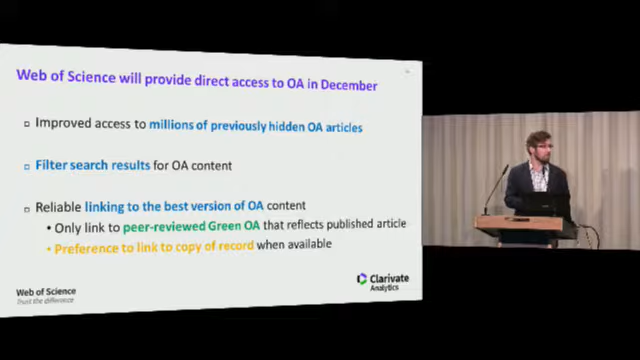 Web of Science will provide direct access to OA in December
Improved access to millions of previously hidden OA articles
Filter search results for OA content
Reliable linking to the best version of OA content
• Only link to peer-reviewed Green OA that reflects published article
• Preference to link to copy of record when available
Web of Science
Trust the difference
Clarivate
Analytics